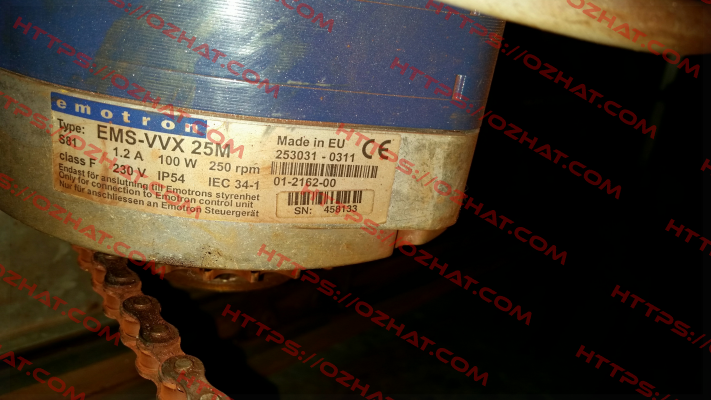 emotron
Type: EMS-VVX 25M
Made in EU
S81 1.2 A 100 W 250 rpm
253031 - 0311 CE
class F 230 V IP54 IEC 34-1
01-2162-00
Endast för anslutning till Emotrons styrenhet
Only for connection to Emotron control unit
Nur für anschliessen an Emotron Steuergerät
SN: 458133
HTTPS://OZHAT.COM